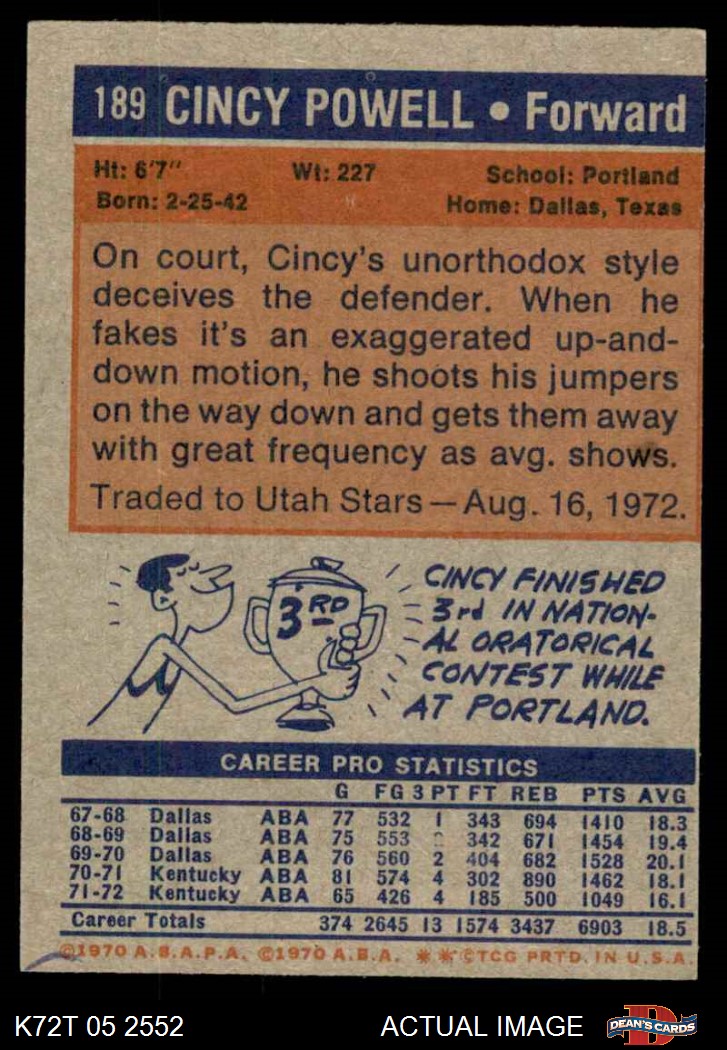 189 CINCY POWELL • Forward
Ht: 6'7" Wt: 227 School: Portland
Born: 2-25-42 Home: Dallas, Texas
On court, Cincy's unorthodox style
deceives the defender. When he
fakes it's an exaggerated up-and-
down motion, he shoots his jumpers
on the way down and gets them away
with great frequency as avg. shows.
Traded to Utah Stars — Aug. 16, 1972.
3RD
CINCY FINISHED
3rd IN NATION-
AL ORATORICAL
CONTEST WHILE
AT PORTLAND.
CAREER PRO STATISTICS
G FG 3 PT FT REB PTS AVG
67-68 Dallas ABA 77 532 1 343 694 1410 18.3
68-69 Dallas ABA 75 553 342 671 1454 19.4
69-70 Dallas ABA 76 560 2 404 682 1528 20.1
70-71 Kentucky ABA 81 574 4 302 890 1462 18.1
71-72 Kentucky ABA 65 426 4 185 500 1049 16.1
Career Totals 374 2645 13 1574 3437 6903 18.5
©1970 A.B.A.P.A. ©1970 A.B.A. ** ©TCG PRTD. IN U.S.A.
K72T 05 2552 ACTUAL IMAGE D DEAN'S CARDS